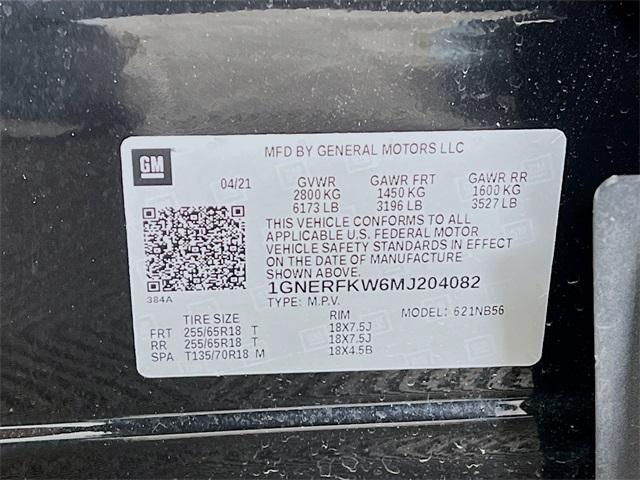 GM
MFD BY GENERAL MOTORS LLC
04/21 GVWR GAWR FRT GAWR RR
2800 KG 1450 KG 1600 KG
6173 LB 3196 LB 3527 LB
THIS VEHICLE CONFORMS TO ALL
APPLICABLE U.S. FEDERAL MOTOR
VEHICLE SAFETY STANDARDS IN EFFECT
ON THE DATE OF MANUFACTURE
SHOWN ABOVE.
384A 1GNERFKW6MJ204082
TYPE: M.P.V. MODEL: 621NB56
TIRE SIZE RIM
FRT 255/65R18 T 18X7.5J
RR 255/65R18 T 18X7.5J
SPA T135/70R18 M 18X4.5B